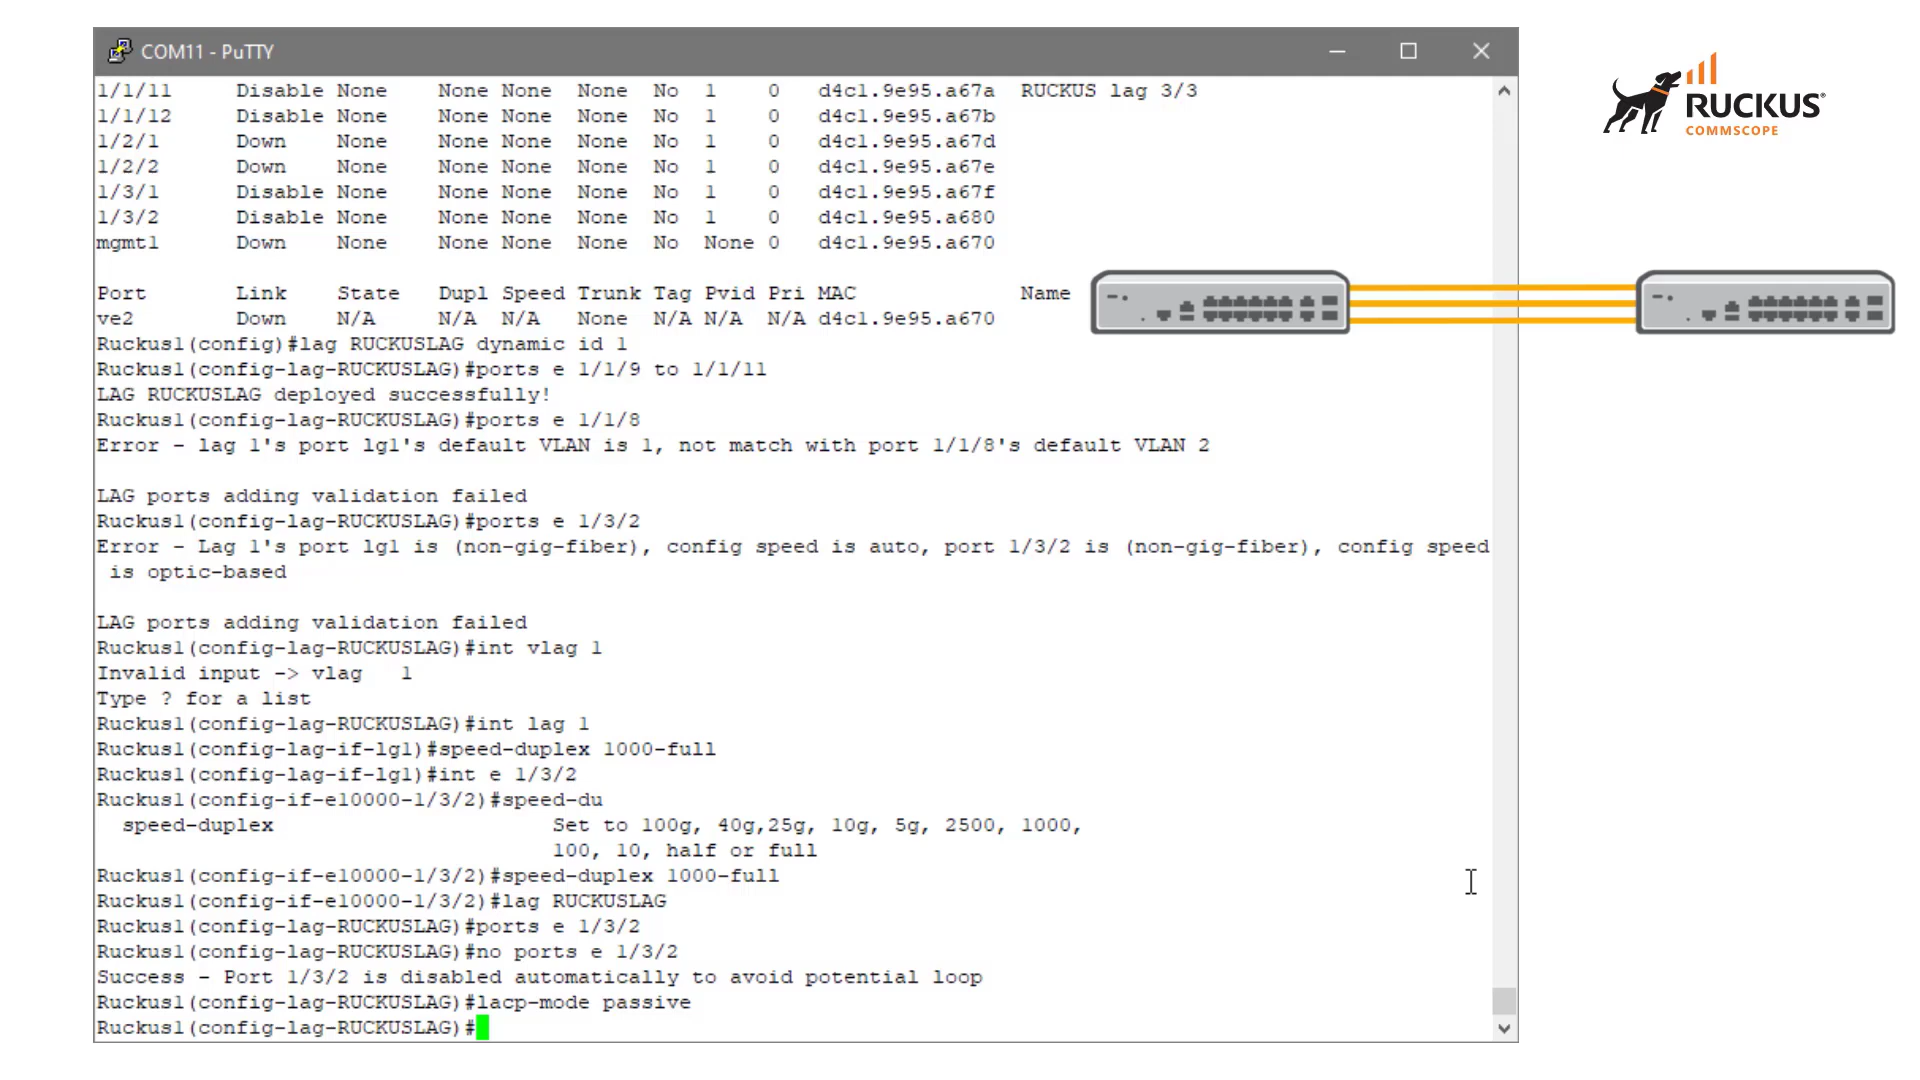 COM11 - PuTTY
1/1/11 Disable None None None None No 1 0 d4c1.9e95.a67a RUCKUS lag 3/3
1/1/12 Disable None None None None No 1 0 d4c1.9e95.a67b
1/2/1 Down None None None None No 1 0 d4c1.9e95.a67d
1/2/2 Down None None None None No 1 0 d4c1.9e95.a67e
1/3/1 Disable None None None None No 1 0 d4c1.9e95.a67f
1/3/2 Disable None None None None No 1 0 d4c1.9e95.a680
mgmt1 Down None None None None No None 0 d4c1.9e95.a670
Port Link State Dupl Speed Trunk Tag Pvid Pri MAC Name
ve2 Down N/A N/A N/A None N/A N/A N/A d4c1.9e95.a670
Ruckus1(config)#lag RUCKUSLAG dynamic id 1
Ruckus1(config-lag-RUCKUSLAG)#ports e 1/1/9 to 1/1/11
LAG RUCKUSLAG deployed successfully!
Ruckus1(config-lag-RUCKUSLAG)#ports e 1/1/8
Error - lag 1's port lg1's default VLAN is 1, not match with port 1/1/8's default VLAN 2
LAG ports adding validation failed
Ruckus1(config-lag-RUCKUSLAG)#ports e 1/3/2
Error - Lag 1's port lg1 is (non-gig-fiber), config speed is auto, port 1/3/2 is (non-gig-fiber), config speed
is optic-based
LAG ports adding validation failed
Ruckus1(config-lag-RUCKUSLAG)#int vlag 1
Invalid input -> vlag 1
Type ? for a list
Ruckus1(config-lag-RUCKUSLAG)#int lag 1
Ruckus1(config-lag-if-lg1)#speed-duplex 1000-full
Ruckus1(config-lag-if-lg1)#int e 1/3/2
Ruckus1(config-if-e10000-1/3/2)#speed-du
speed-duplex Set to 100g, 40g,25g, 10g, 5g, 2500, 1000,
100, 10, half or full
Ruckus1(config-if-e10000-1/3/2)#speed-duplex 1000-full
Ruckus1(config-if-e10000-1/3/2)#lag RUCKUSLAG
Ruckus1(config-lag-RUCKUSLAG)#ports e 1/3/2
Ruckus1(config-lag-RUCKUSLAG)#no ports e 1/3/2
Success - Port 1/3/2 is disabled automatically to avoid potential loop
Ruckus1(config-lag-RUCKUSLAG)#lacp-mode passive
Ruckus1(config-lag-RUCKUSLAG)#
RUCKUS®
COMMSCOPE